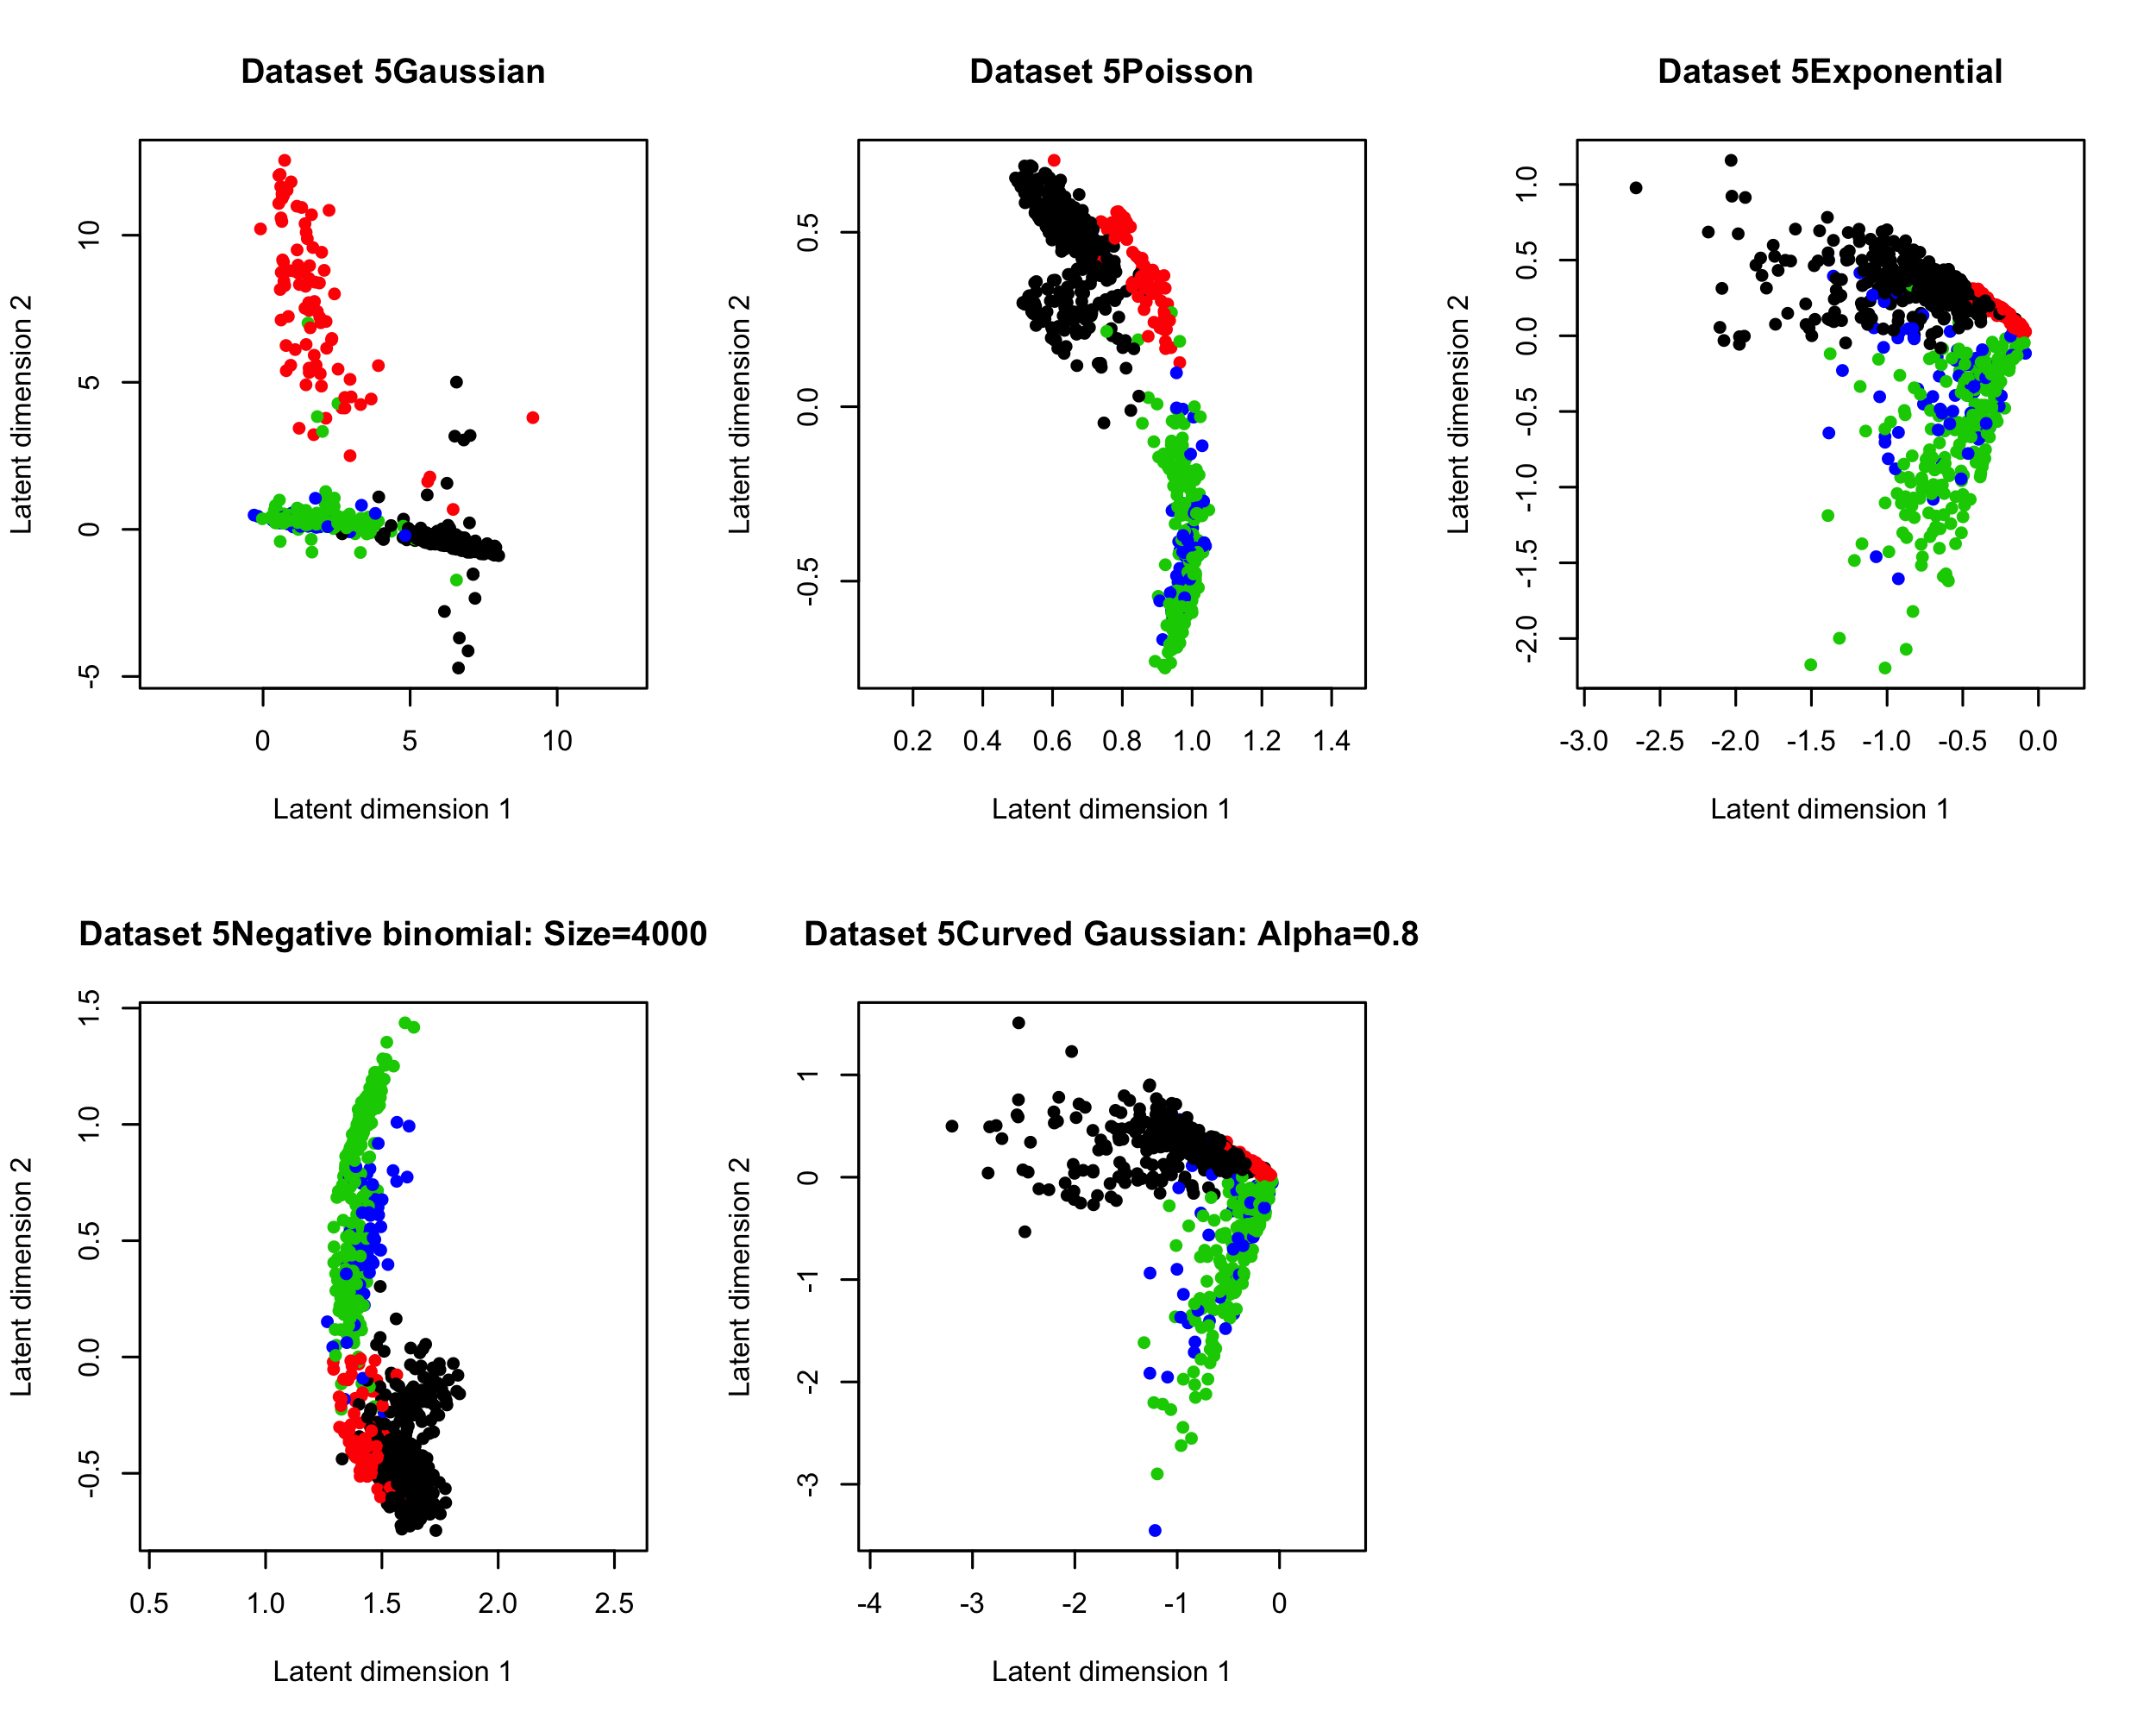 Dataset 5Gaussian
10
5
0
-5
Latent dimension 2
0 5 10
Latent dimension 1
Dataset 5Poisson
0.5
0.0
-0.5
Latent dimension 2
0.2 0.4 0.6 0.8 1.0 1.2 1.4
Latent dimension 1
Dataset 5Exponential
1.0
0.5
0.0
-0.5
-1.0
-1.5
-2.0
Latent dimension 2
-3.0 -2.5 -2.0 -1.5 -1.0 -0.5 0.0
Latent dimension 1
Dataset 5Negative binomial: Size=4000
1.5
1.0
0.5
0.0
-0.5
Latent dimension 2
0.5 1.0 1.5 2.0 2.5
Latent dimension 1
Dataset 5Curved Gaussian: Alpha=0.8
1
0
-1
-2
-3
Latent dimension 2
-4 -3 -2 -1 0
Latent dimension 1